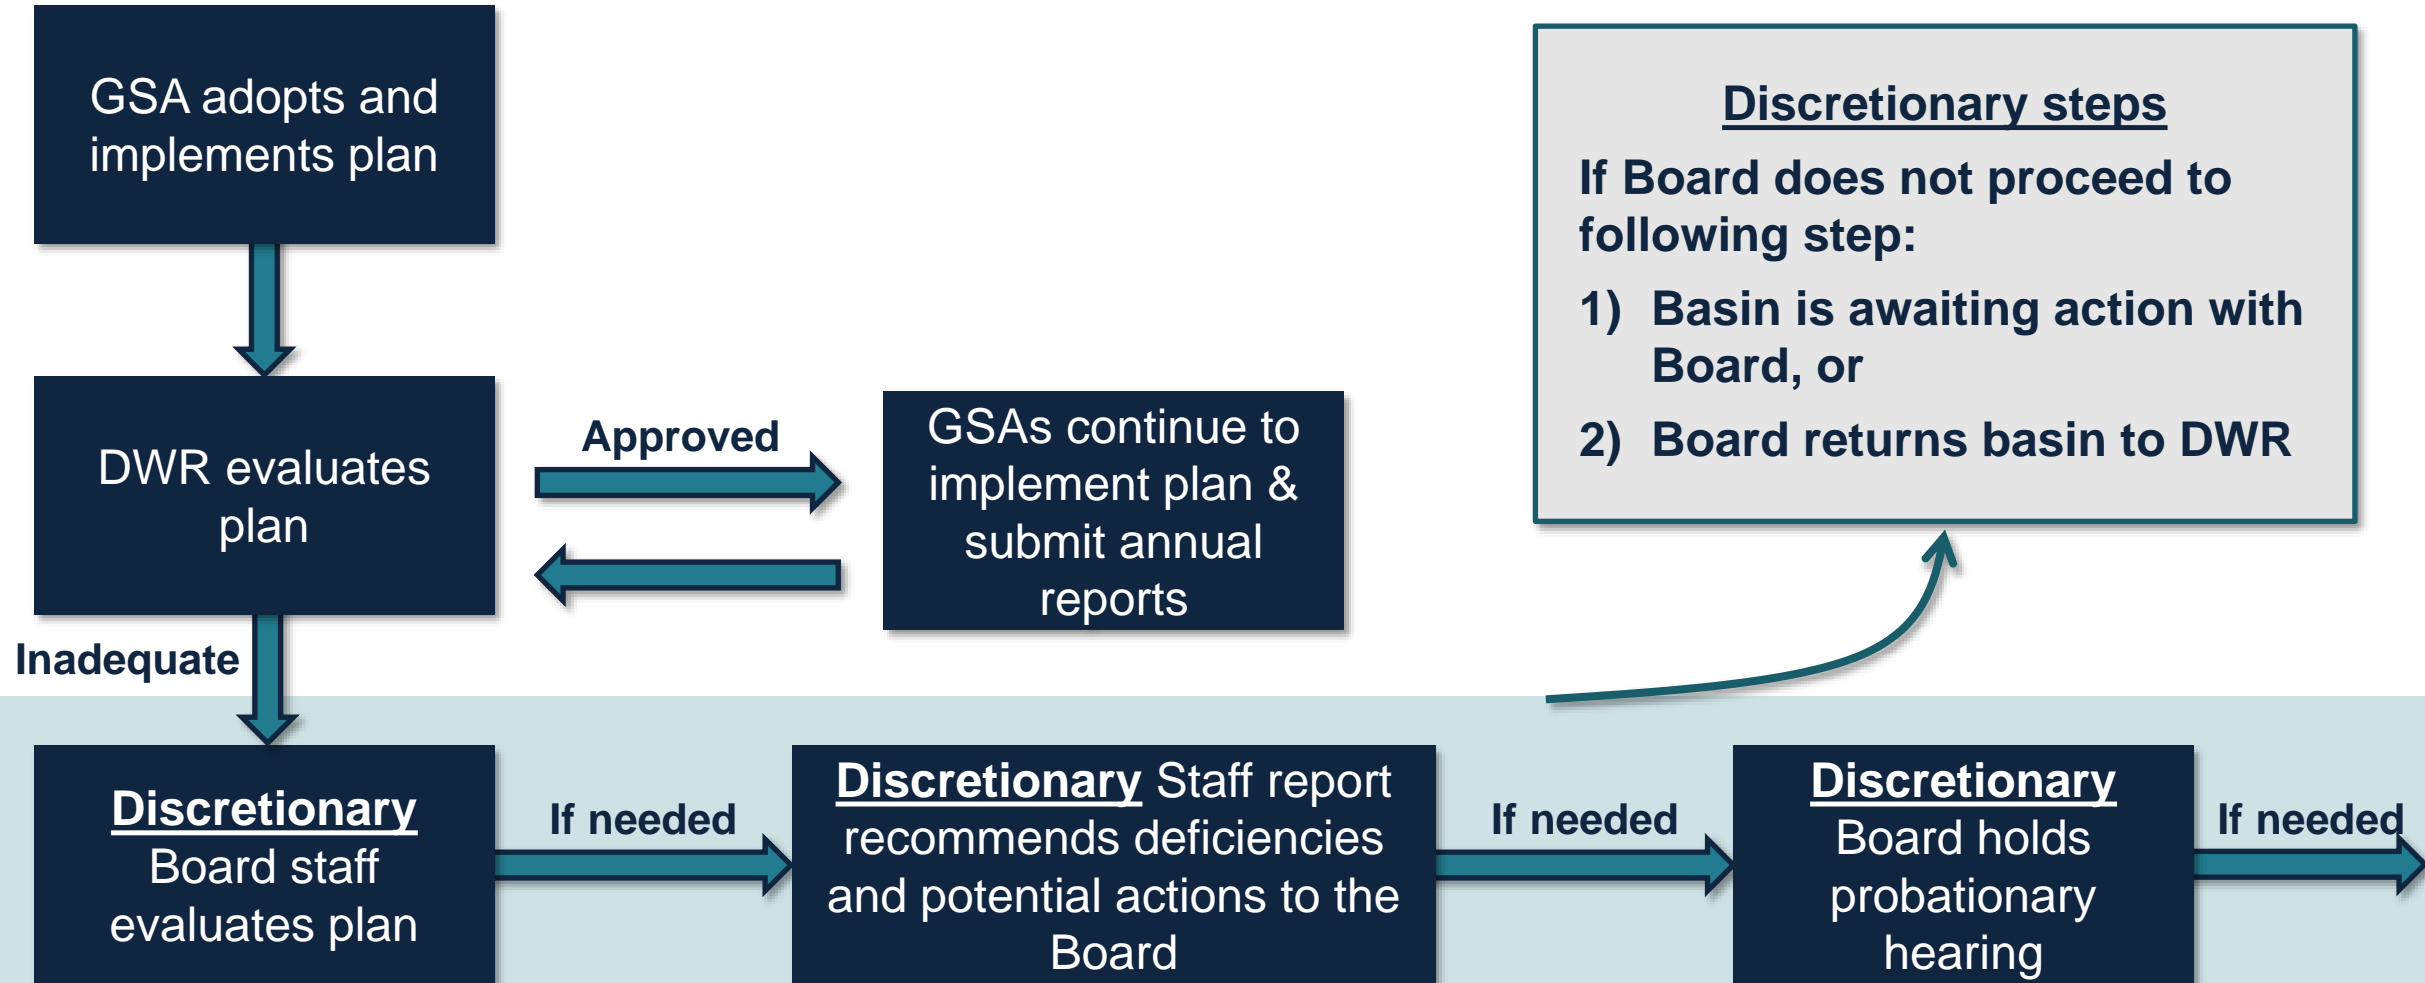 GSA adopts and
implements plan
DWR evaluates
plan
Approved
GSAs continue to
implement plan &
submit annual
reports
Discretionary steps
If Board does not proceed to
following step:
1) Basin is awaiting action with
Board, or
2) Board returns basin to DWR
Inadequate
Discretionary
Board staff
evaluates plan
If needed
Discretionary Staff report
recommends deficiencies
and potential actions to the
Board
If needed
Discretionary
Board holds
probationary
hearing
If needed